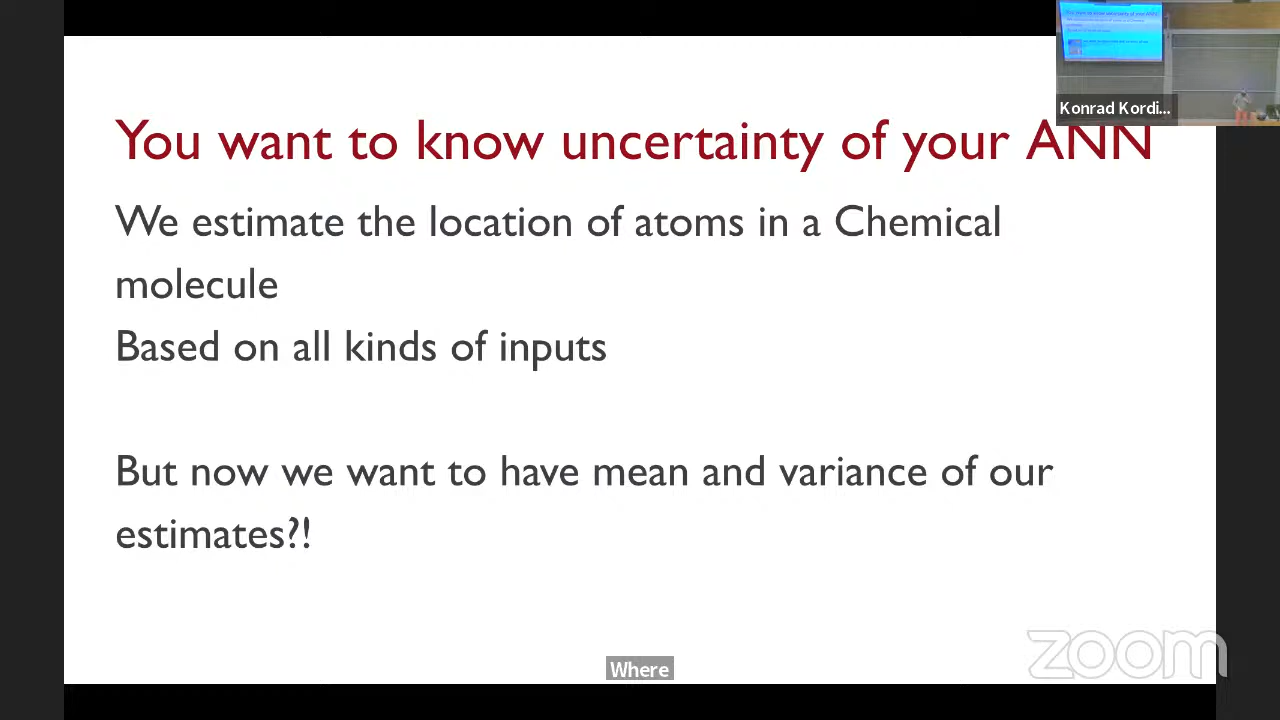 You want to know uncertainty of your ANN
We estimate the location of atoms in a Chemical
molecule
Based on all kinds of inputs
But now we want to have mean and variance of our
estimates?!
Konrad Kordi...
Where
zoom